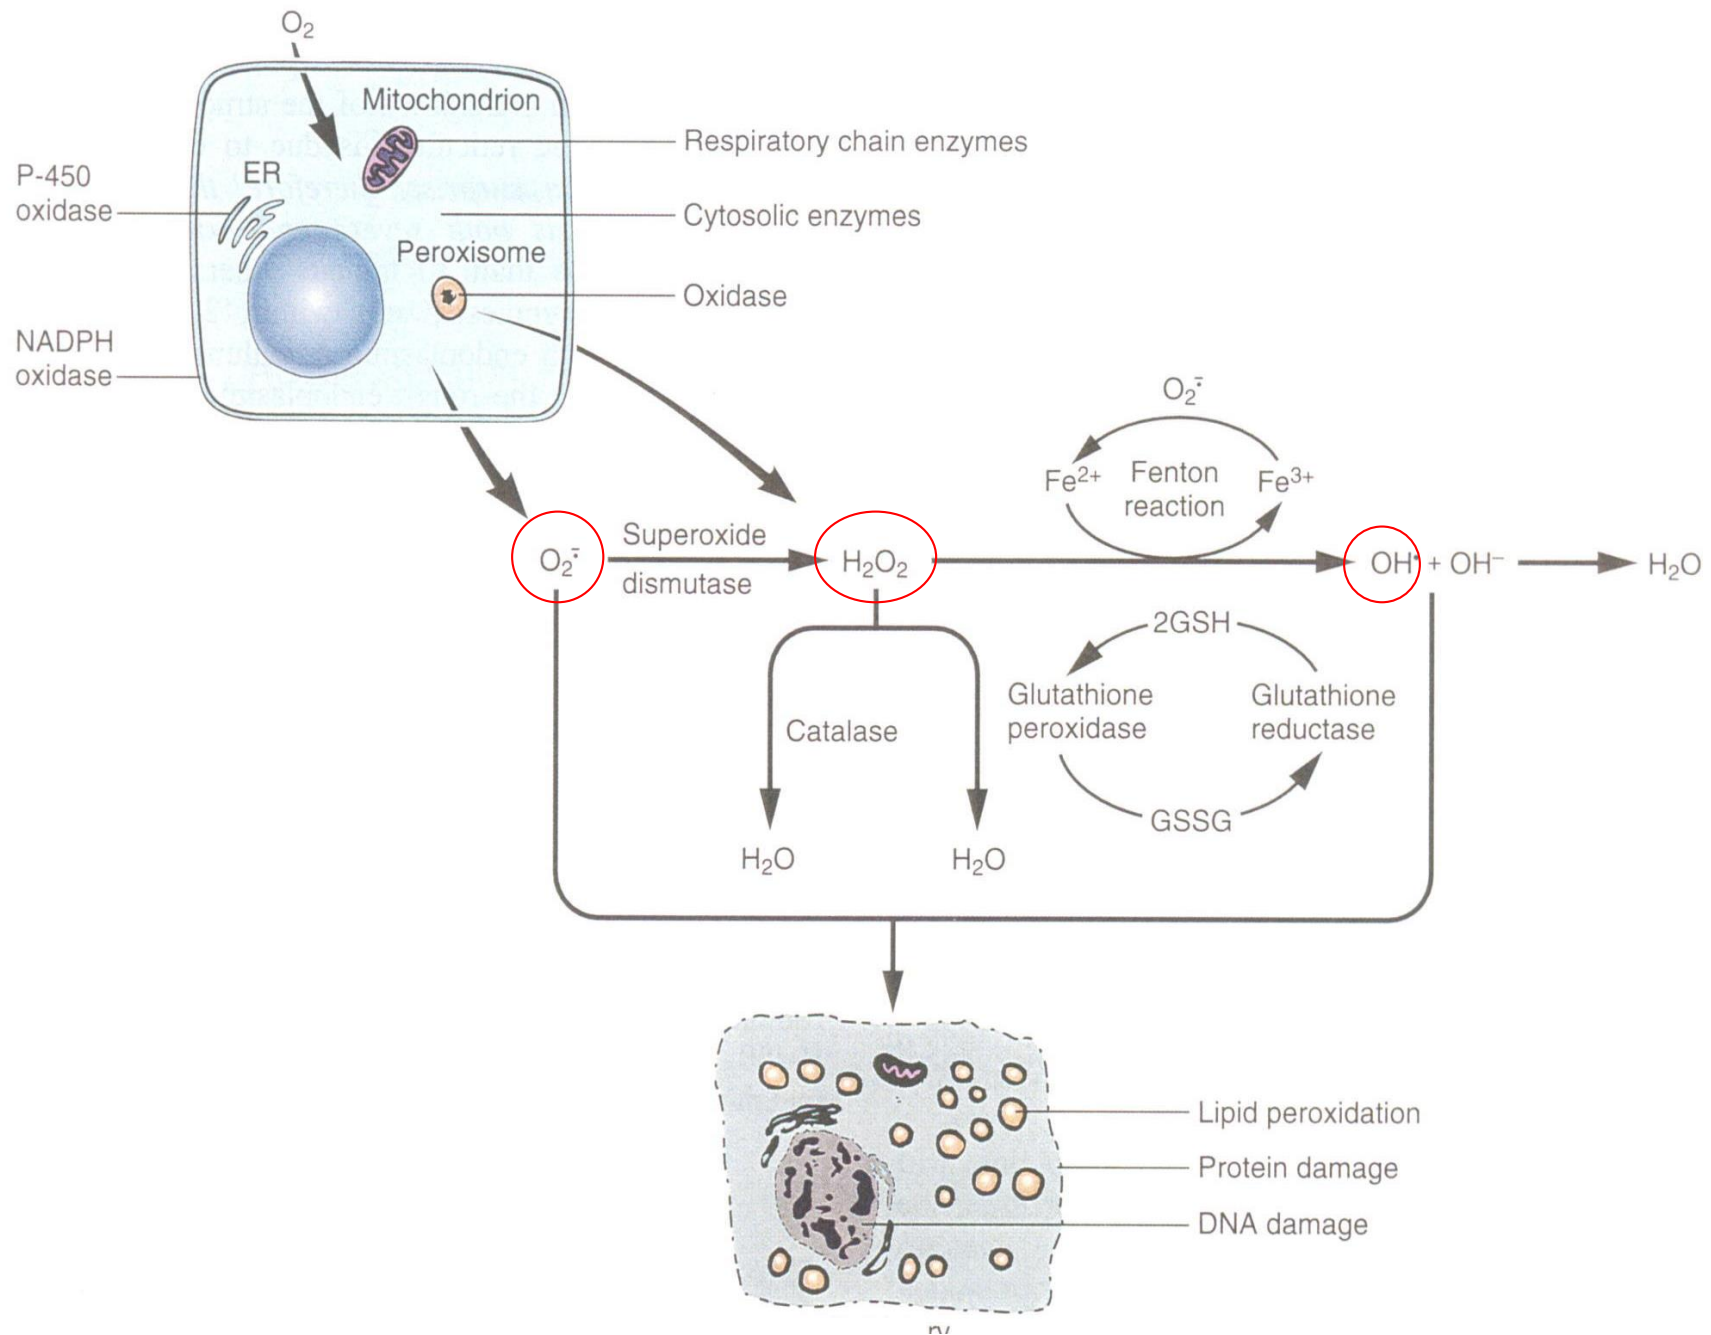 O₂
Mitochondrion
Respiratory chain enzymes
P-450
oxidase
ER
Cytosolic enzymes
Peroxisome
Oxidase
NADPH
oxidase
O₂•̄
Fe²⁺
Fenton
reaction
Fe³⁺
O₂•̄
Superoxide
dismutase
H₂O₂
OH• + OH⁻
H₂O
2GSH
Glutathione
peroxidase
Glutathione
reductase
GSSG
Catalase
H₂O
H₂O
Lipid peroxidation
Protein damage
DNA damage
ry